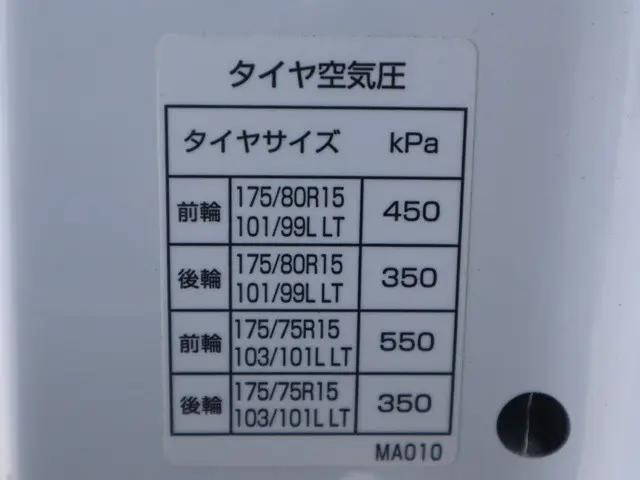 タイヤ空気圧
タイヤサイズ kPa
前輪 175/80R15 101/99L LT 450
後輪 175/80R15 101/99L LT 350
前輪 175/75R15 103/101L LT 550
後輪 175/75R15 103/101L LT 350
MA010